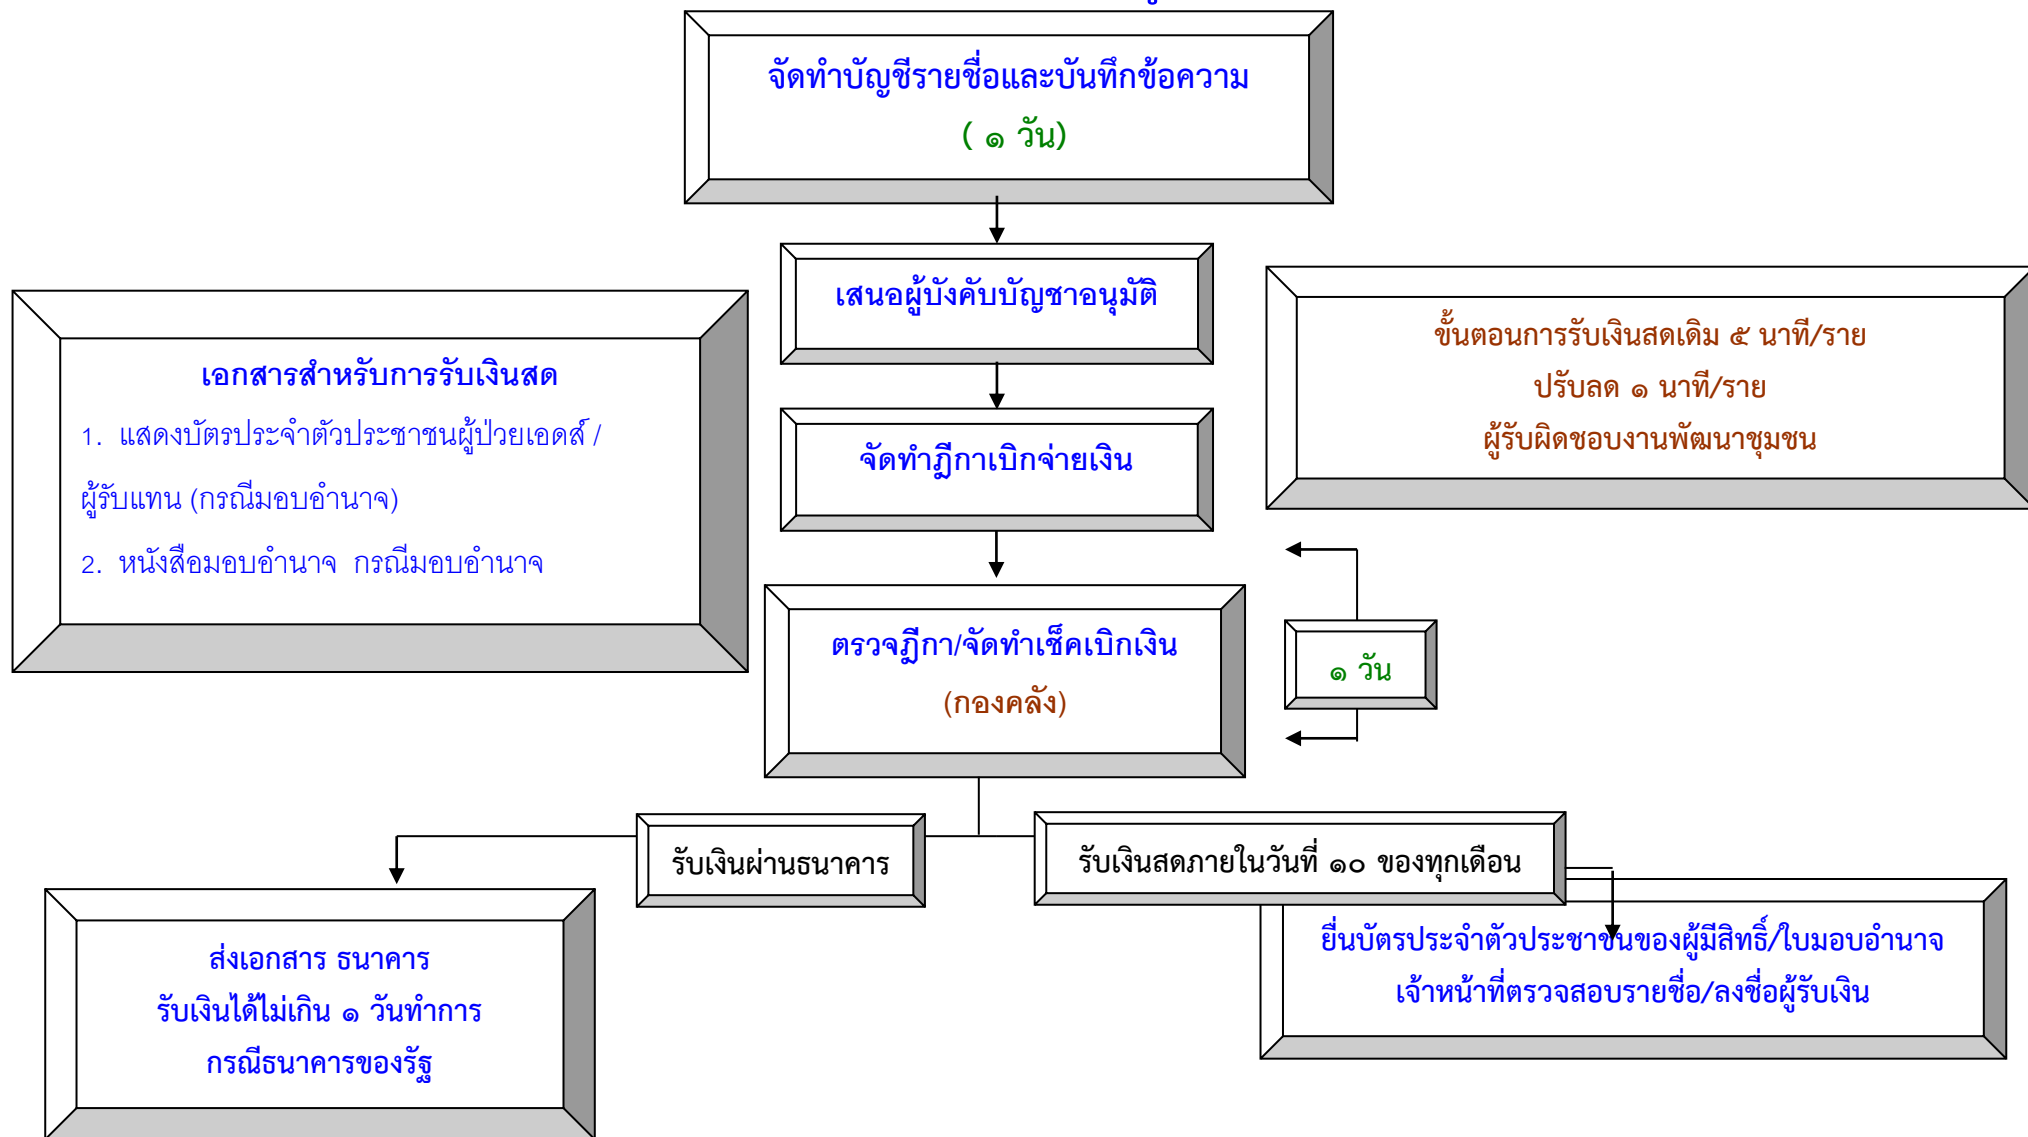 จัดทำบัญชีรายชื่อและบันทึกข้อความ
( ๑ วัน)
เสนอผู้บังคับบัญชาอนุมัติ
เอกสารสำหรับการรับเงินสด
1. แสดงบัตรประจำตัวประชาชนผู้ป่วยเอดส์ /
ผู้รับแทน (กรณีมอบอำนาจ)
2. หนังสือมอบอำนาจ กรณีมอบอำนาจ
ขั้นตอนการรับเงินสดเดิม ๕ นาที/ราย
ปรับลด ๑ นาที/ราย
ผู้รับผิดชอบงานพัฒนาชุมชน
จัดทำฎีกาเบิกจ่ายเงิน
ตรวจฎีกา/จัดทำเช็คเบิกเงิน
(กองคลัง)
๑ วัน
รับเงินผ่านธนาคาร
รับเงินสดภายในวันที่ ๑๐ ของทุกเดือน
ส่งเอกสาร ธนาคาร
รับเงินได้ไม่เกิน ๑ วันทำการ
กรณีธนาคารของรัฐ
ยื่นบัตรประจำตัวประชาชนของผู้มีสิทธิ์/ใบมอบอำนาจ
เจ้าหน้าที่ตรวจสอบรายชื่อ/ลงชื่อผู้รับเงิน